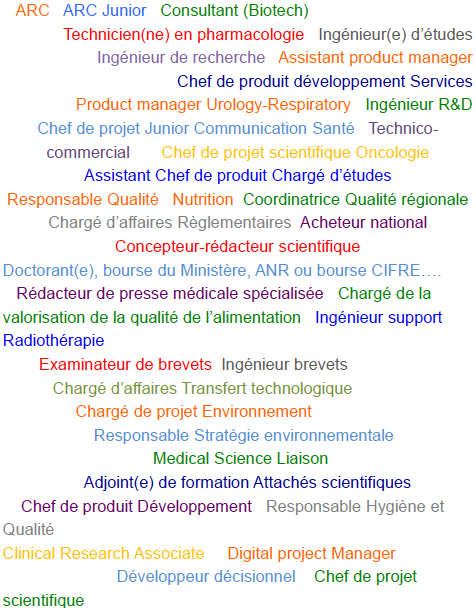 ARC ARC Junior Consultant (Biotech)
Technicien(ne) en pharmacologie Ingénieur(e) d’études
Ingénieur de recherche Assistant product manager
Chef de produit développement Services
Product manager Urology-Respiratory Ingénieur R&D
Chef de projet Junior Communication Santé Technico-
commercial Chef de projet scientifique Oncologie
Assistant Chef de produit Chargé d’études
Responsable Qualité Nutrition Coordinatrice Qualité régionale
Chargé d’affaires Règlementaires Acheteur national
Concepteur-rédacteur scientifique
Doctorant(e), bourse du Ministère, ANR ou bourse CIFRE….
Rédacteur de presse médicale spécialisée Chargé de la
valorisation de la qualité de l’alimentation Ingénieur support
Radiothérapie
Examinateur de brevets Ingénieur brevets
Chargé d’affaires Transfert technologique
Chargé de projet Environnement
Responsable Stratégie environnementale
Medical Science Liaison
Adjoint(e) de formation Attachés scientifiques
Chef de produit Développement Responsable Hygiène et
Qualité
Clinical Research Associate Digital project Manager
Développeur décisionnel Chef de projet
scientifique